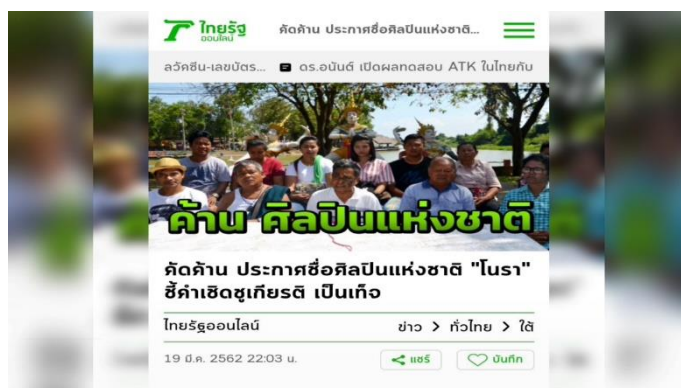 ไทยรัฐ
ออนไลน์
คัดค้าน ประกาศชื่อศิลปินแห่งชาติ...
ลวัคซีน-เลขบัตร... ดร.อนันต์ เปิดผลทดสอบ ATK ในไทยกับ
ค้าน ศิลปินแห่งชาติ
คัดค้าน ประกาศชื่อศิลปินแห่งชาติ "โนรา"
ชี้คำเชิดชูเกียรติ เป็นเท็จ
ไทยรัฐออนไลน์
ข่าว > ทั่วไทย > ใต้
19 มี.ค. 2562 22:03 น.
แชร์
บันทึก